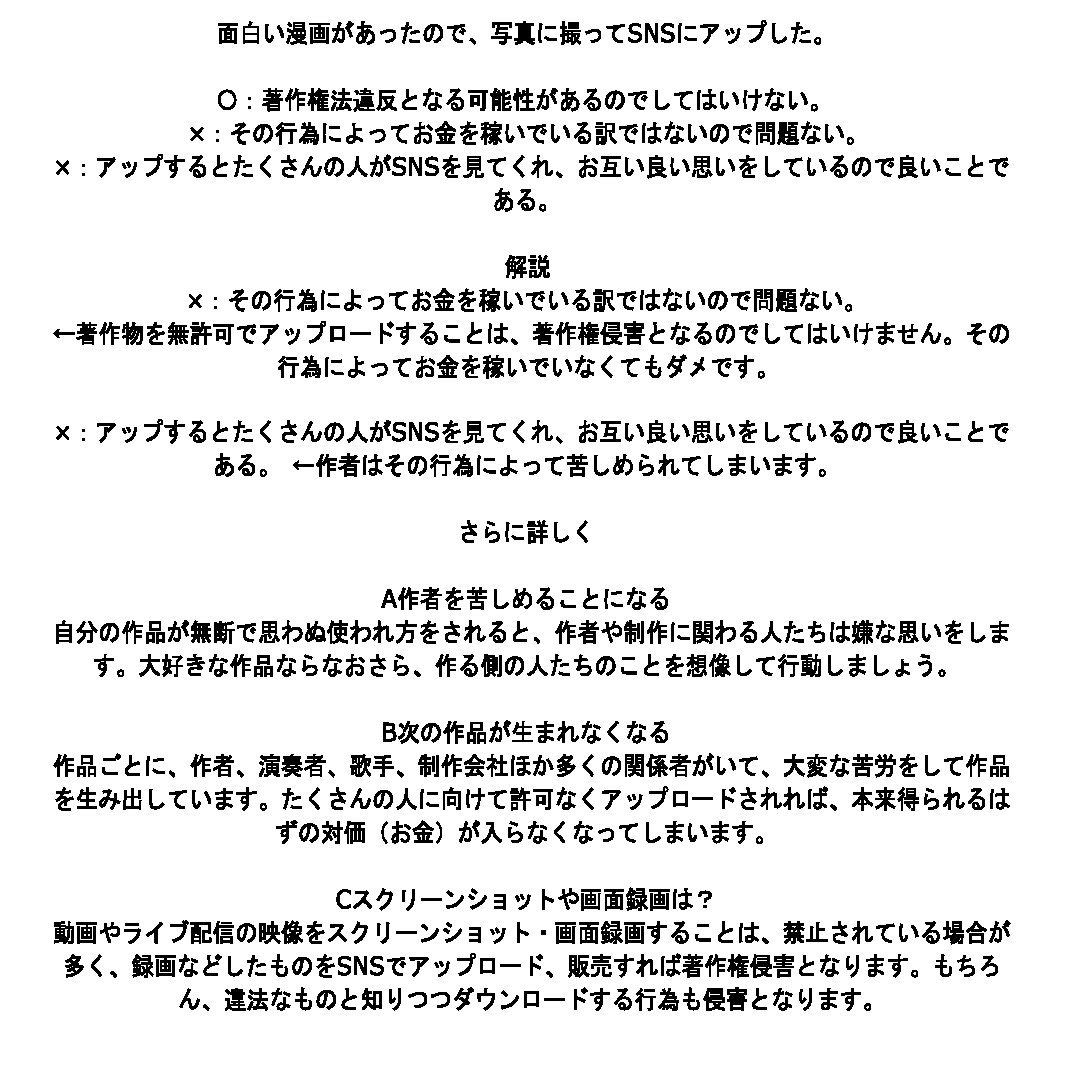 面白い漫画があったので、写真に撮ってSNSにアップした。
○：著作権法違反となる可能性があるのでしてはいけない。
×：その行為によってお金を稼いでいる訳ではないので問題ない。
×：アップするとたくさんの人がSNSを見てくれ、お互い良い思いをしているので良いことで
ある。
解説
×：その行為によってお金を稼いでいる訳ではないので問題ない。
←著作物を無許可でアップロードすることは、著作権侵害となるのでしてはいけません。その
行為によってお金を稼いでいなくてもダメです。
×：アップするとたくさんの人がSNSを見てくれ、お互い良い思いをしているので良いことで
ある。 ←作者はその行為によって苦しめられてしまいます。
さらに詳しく
A作者を苦しめることになる
自分の作品が無断で思わぬ使われ方をされると、作者や制作に関わる人たちは嫌な思いをしま
す。大好きな作品ならなおさら、作る側の人たちのことを想像して行動しましょう。
B次の作品が生まれなくなる
作品ごとに、作者、演奏者、歌手、制作会社ほか多くの関係者がいて、大変な苦労をして作品
を生み出しています。たくさんの人に向けて許可なくアップロードされれば、本来得られるは
ずの対価（お金）が入らなくなってしまいます。
Cスクリーンショットや画面録画は？
動画やライブ配信の映像をスクリーンショット・画面録画することは、禁止されている場合が
多く、録画などしたものをSNSでアップロード、販売すれば著作権侵害となります。もちろ
ん、違法なものと知りつつダウンロードする行為も侵害となります。